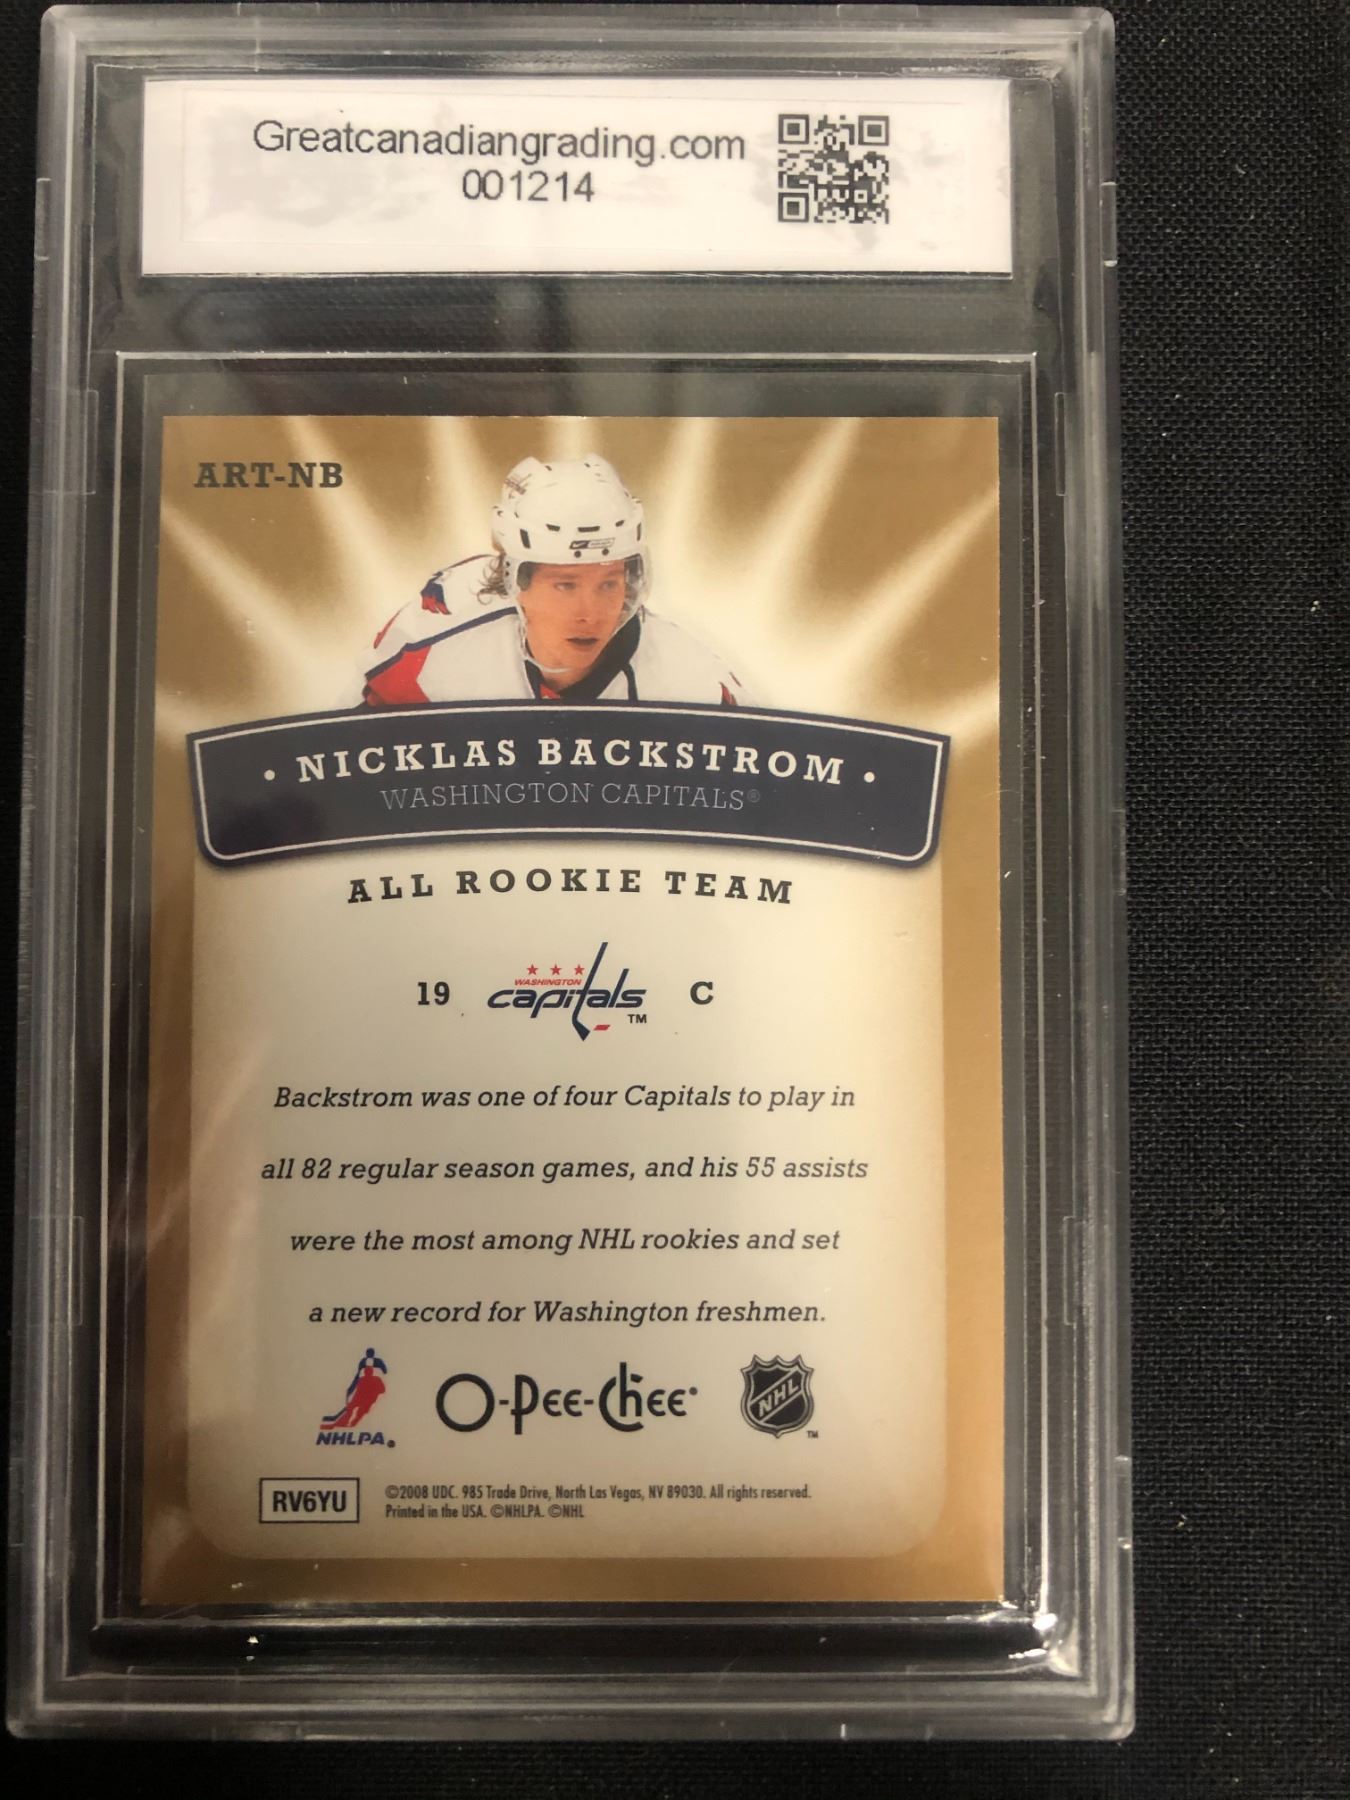 Greatcanadiangrading.com
001214
ART-NB
• NICKLAS BACKSTROM •
WASHINGTON CAPITALS®
ALL ROOKIE TEAM
19 WASHINGTON capitals ™ C
Backstrom was one of four Capitals to play in
all 82 regular season games, and his 55 assists
were the most among NHL rookies and set
a new record for Washington freshmen.
NHLPA® O-PEE-CHEE® NHL ™
RV6YU
©2008 UDC. 985 Trade Drive, North Las Vegas, NV 89030. All rights reserved.
Printed in the USA. ©NHLPA. ©NHL